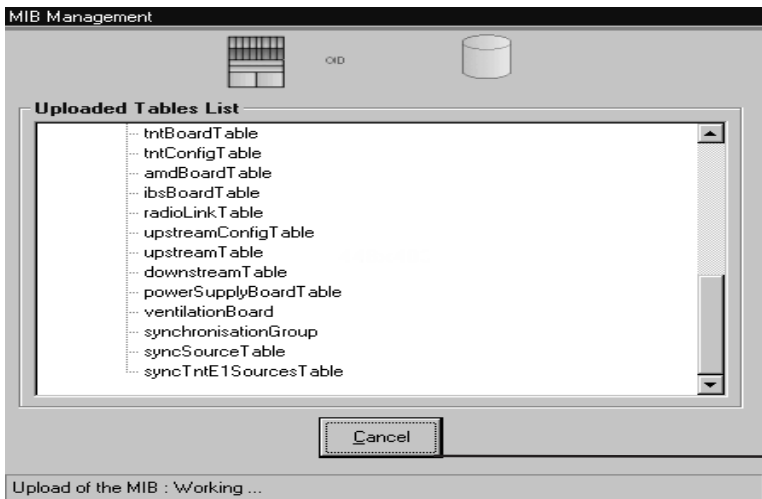 MIB Management
OID
Uploaded Tables List
tntBoardTable
tntConfigTable
amdBoardTable
ibsBoardTable
radioLinkTable
upstreamConfigTable
upstreamTable
downstreamTable
powerSupplyBoardTable
ventilationBoard
synchronisationGroup
syncSourceTable
syncTntE1SourcesTable
Cancel
Upload of the MIB : Working ...